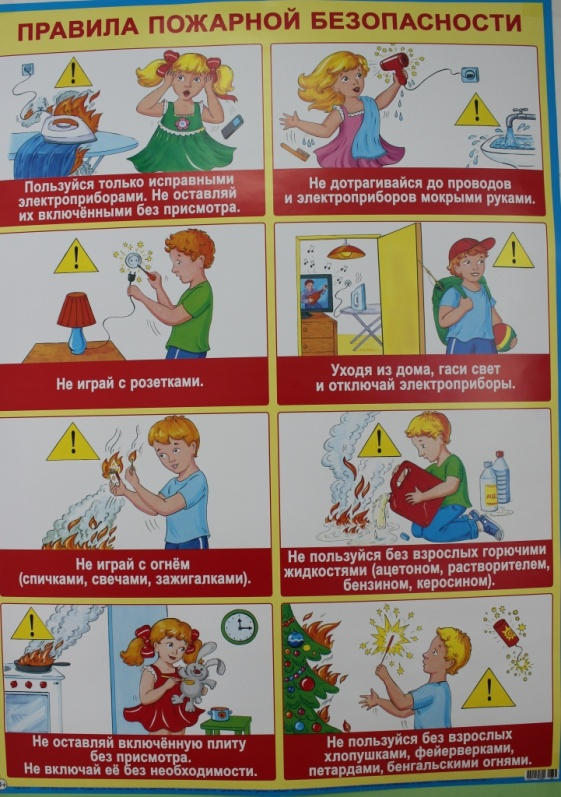 ПРАВИЛА ПОЖАРНОЙ БЕЗОПАСНОСТИ
Пользуйся только исправными
электроприборами. Не оставляй
их включёнными без присмотра.
Не дотрагивайся до проводов
и электроприборов мокрыми руками.
Не играй с розетками.
Уходя из дома, гаси свет
и отключай электроприборы.
Не играй с огнём
(спичками, свечами, зажигалками).
Не пользуйся без взрослых горючими
жидкостями (ацетоном, растворителем,
бензином, керосином).
Не оставляй включённую плиту
без присмотра.
Не включай её без необходимости.
Не пользуйся без взрослых
хлопушками, фейерверками,
петардами, бенгальскими огнями.